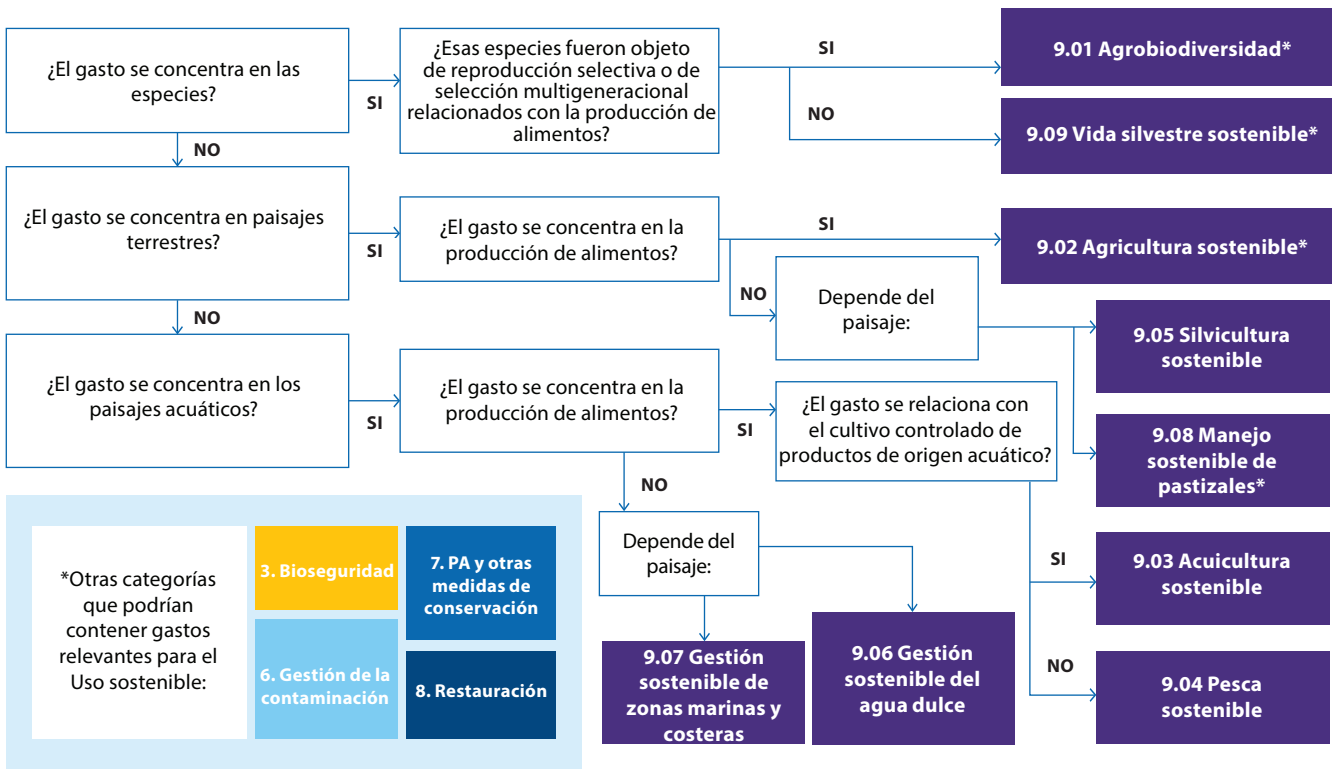 ¿El gasto se concentra en las
especies?
SI
¿Esas especies fueron objeto
de reproducción selectiva o de
selección multigeneracional
relacionados con la producción de
alimentos?
SI
9.01 Agrobiodiversidad*
NO
9.09 Vida silvestre sostenible*
NO
¿El gasto se concentra en paisajes
terrestres?
SI
¿El gasto se concentra en la
producción de alimentos?
SI
9.02 Agricultura sostenible*
NO
Depende del
paisaje:
9.05 Silvicultura
sostenible
9.08 Manejo
sostenible de
pastizales*
NO
¿El gasto se concentra en los
paisajes acuáticos?
SI
¿El gasto se concentra en la
producción de alimentos?
SI
¿El gasto se relaciona con
el cultivo controlado de
productos de origen acuático?
SI
9.03 Acuicultura
sostenible
NO
9.04 Pesca
sostenible
NO
Depende del
paisaje:
9.07 Gestión
sostenible de
zonas marinas y
costeras
9.06 Gestión
sostenible del
agua dulce
*Otras categorías
que podrían
contener gastos
relevantes para el
Uso sostenible:
3. Bioseguridad
7. PA y otras
medidas de
conservación
6. Gestión de la
contaminación
8. Restauración